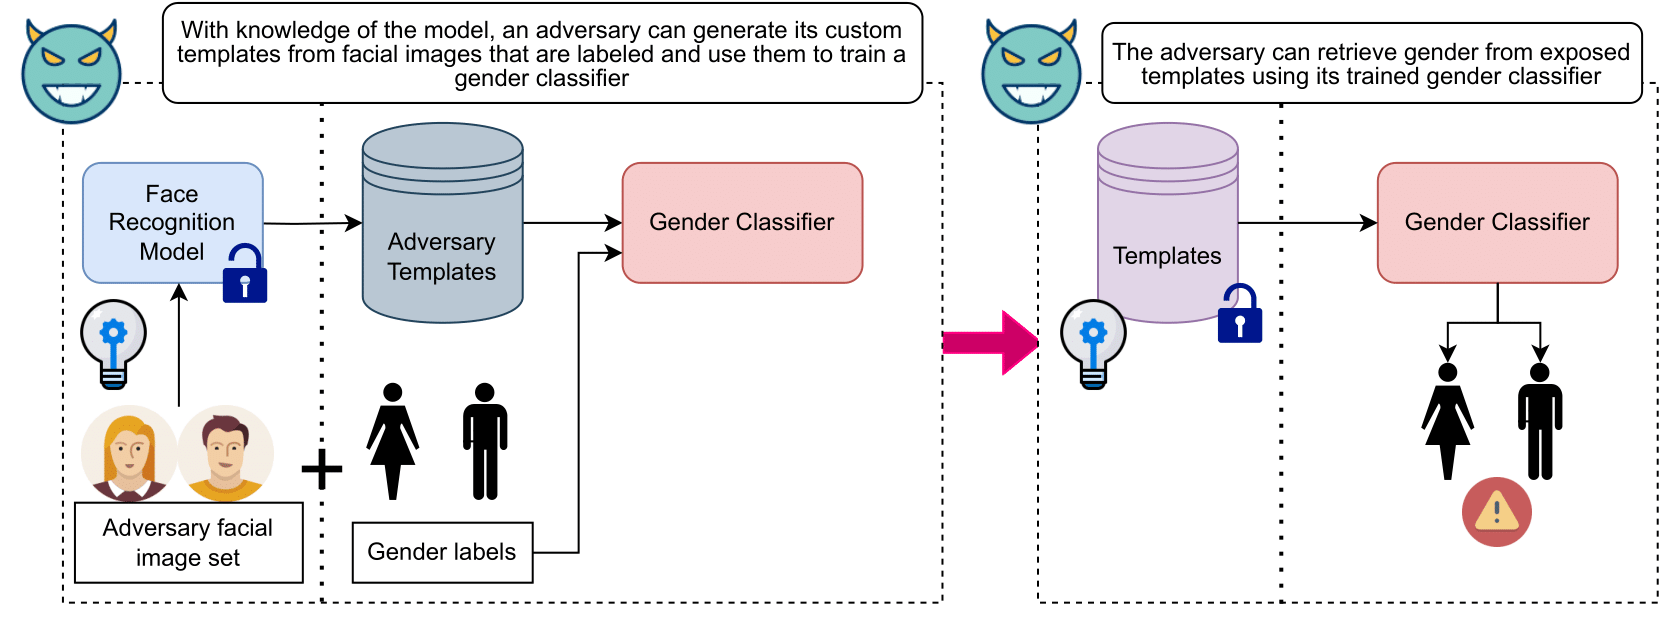 With knowledge of the model, an adversary can generate its custom
templates from facial images that are labeled and use them to train a
gender classifier
Face
Recognition
Model
Adversary
Templates
Gender Classifier
Adversary facial
image set
Gender labels
The adversary can retrieve gender from exposed
templates using its trained gender classifier
Templates
Gender Classifier